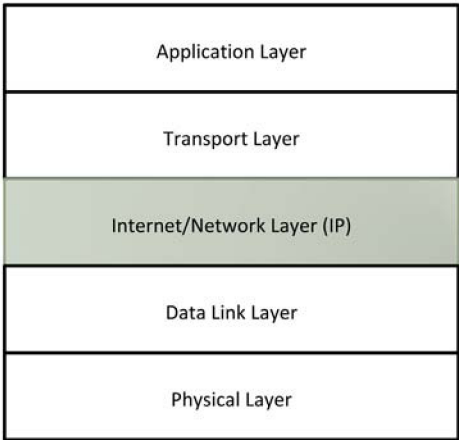 Application Layer
Transport Layer
Internet/Network Layer (IP)
Data Link Layer
Physical Layer